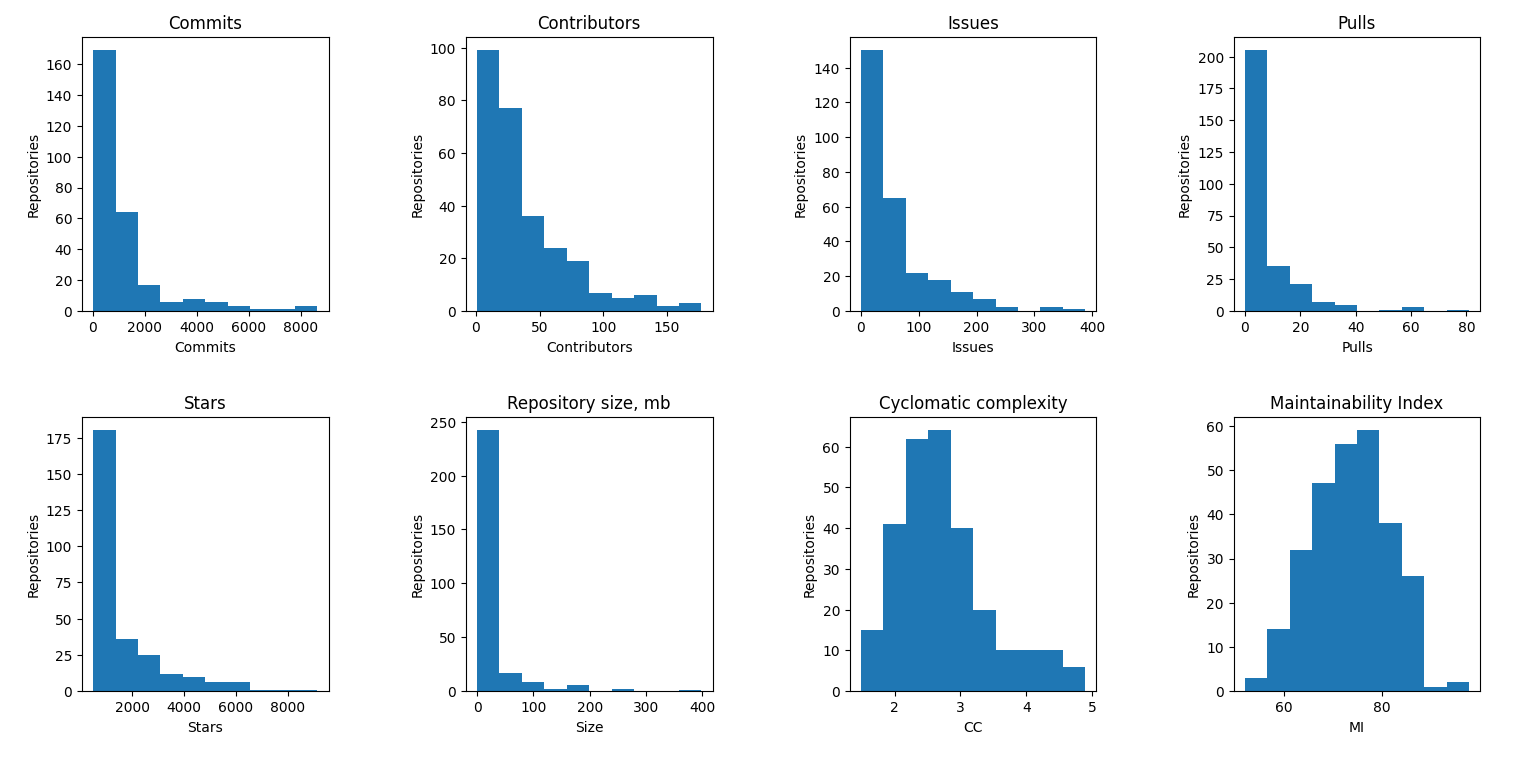 Commits
Contributors
Issues
Pulls
Repositories
160
140
120
100
80
60
40
20
0
0 2000 4000 6000 8000
Commits
Repositories
100
80
60
40
20
0
0 50 100 150
Contributors
Repositories
140
120
100
80
60
40
20
0
0 100 200 300 400
Issues
Repositories
200
175
150
125
100
75
50
25
0
0 20 40 60 80
Pulls
Stars
Repository size, mb
Cyclomatic complexity
Maintainability Index
Repositories
175
150
125
100
75
50
25
0
2000 4000 6000 8000
Stars
Repositories
250
200
150
100
50
0
0 100 200 300 400
Size
Repositories
60
50
40
30
20
10
0
2 3 4 5
CC
Repositories
60
50
40
30
20
10
0
60 80
MI